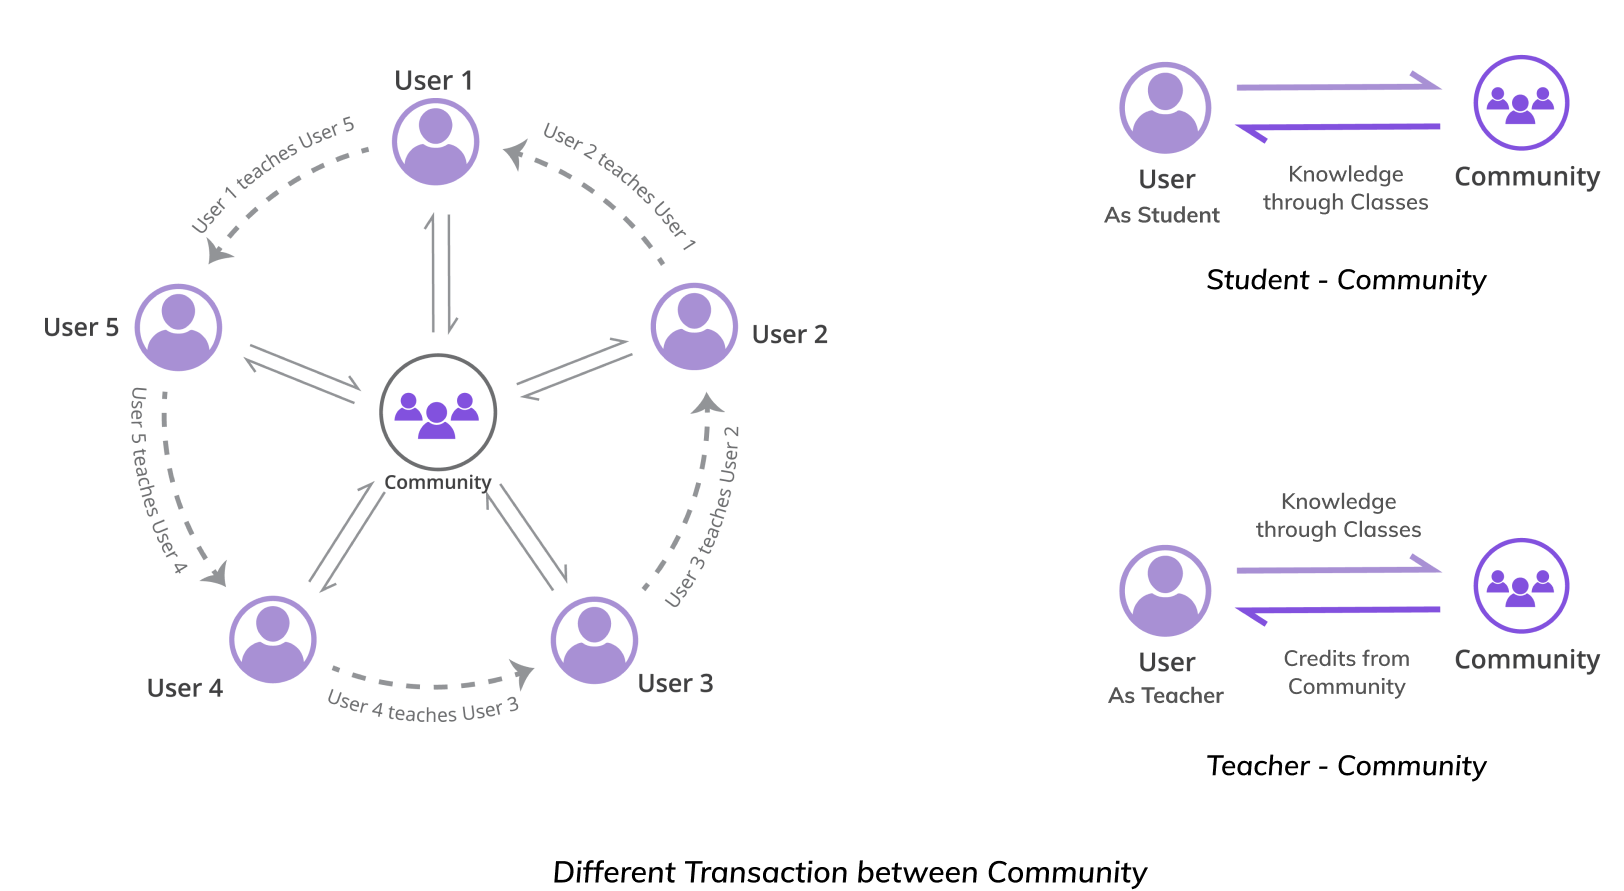 User 1
User 1 teaches User 5
User 2 teaches User 1
User 5
User 2
Community
User 5 teaches User 4
User 3 teaches User 2
User 4
User 3
User 4 teaches User 3
User
As Student
Knowledge
through Classes
Community
Student - Community
Knowledge
through Classes
User
As Teacher
Credits from
Community
Community
Teacher - Community
Different Transaction between Community